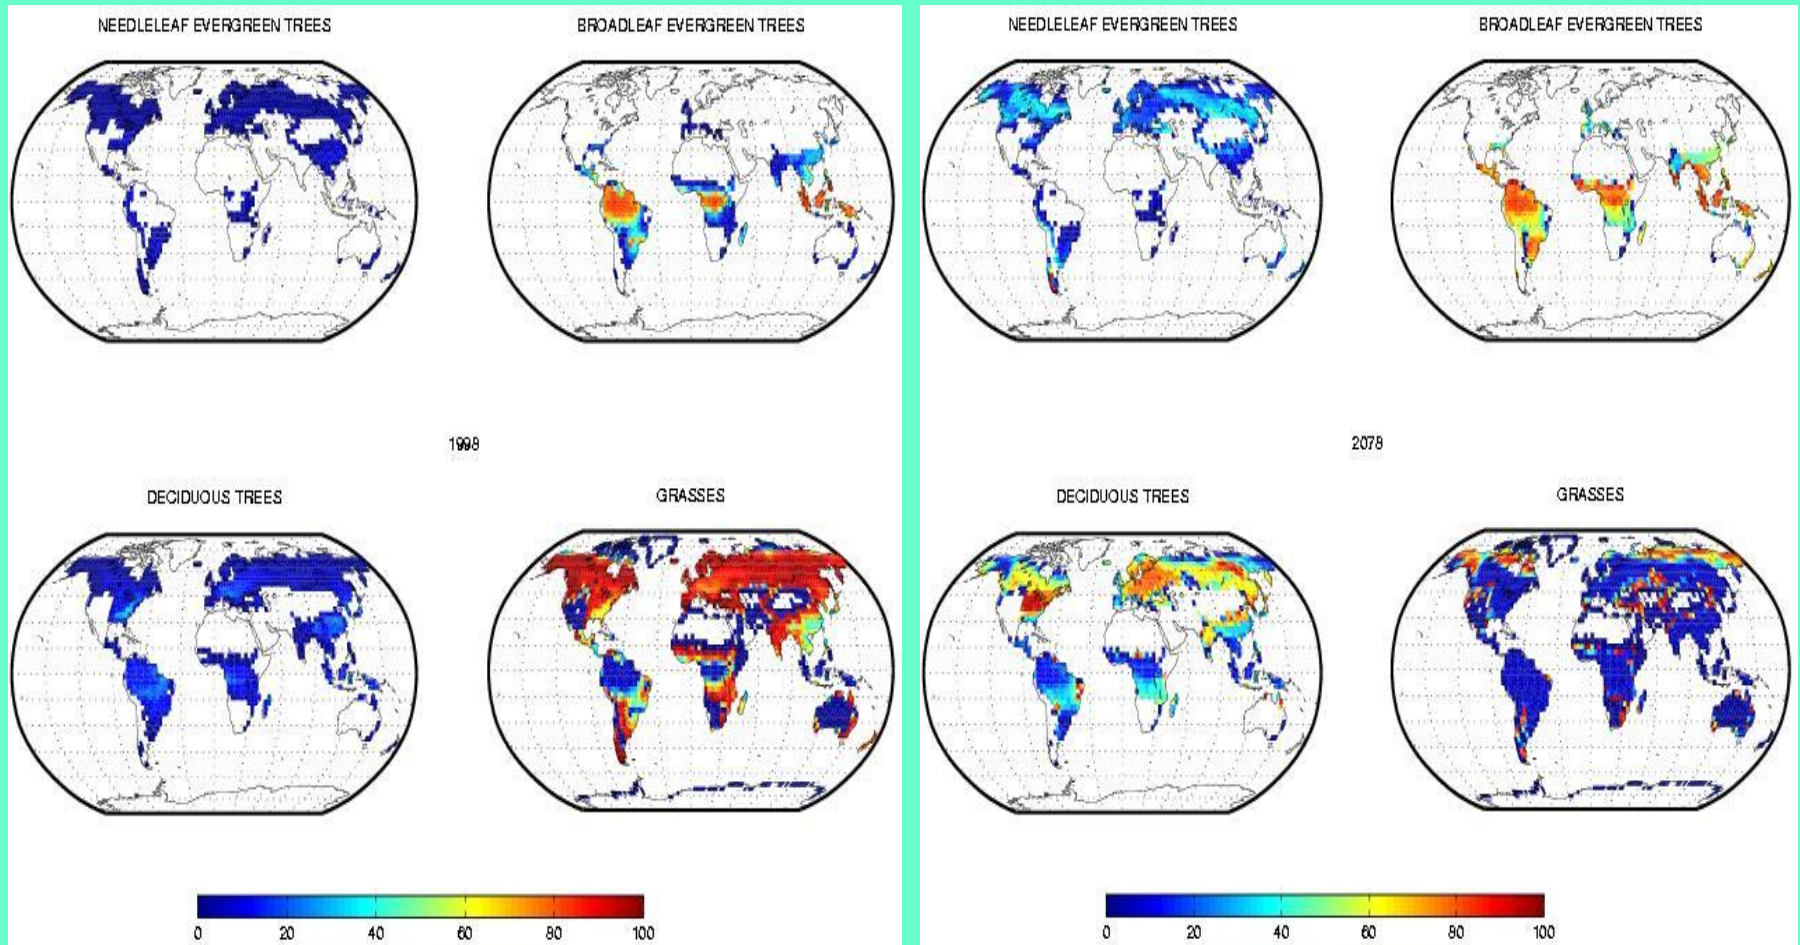 NEEDLELEAF EVERGREEN TREES
BROADLEAF EVERGREEN TREES
1998
DECIDUOUS TREES
GRASSES
0 20 40 60 80 100
NEEDLELEAF EVERGREEN TREES
BROADLEAF EVERGREEN TREES
2078
DECIDUOUS TREES
GRASSES
0 20 40 60 80 100